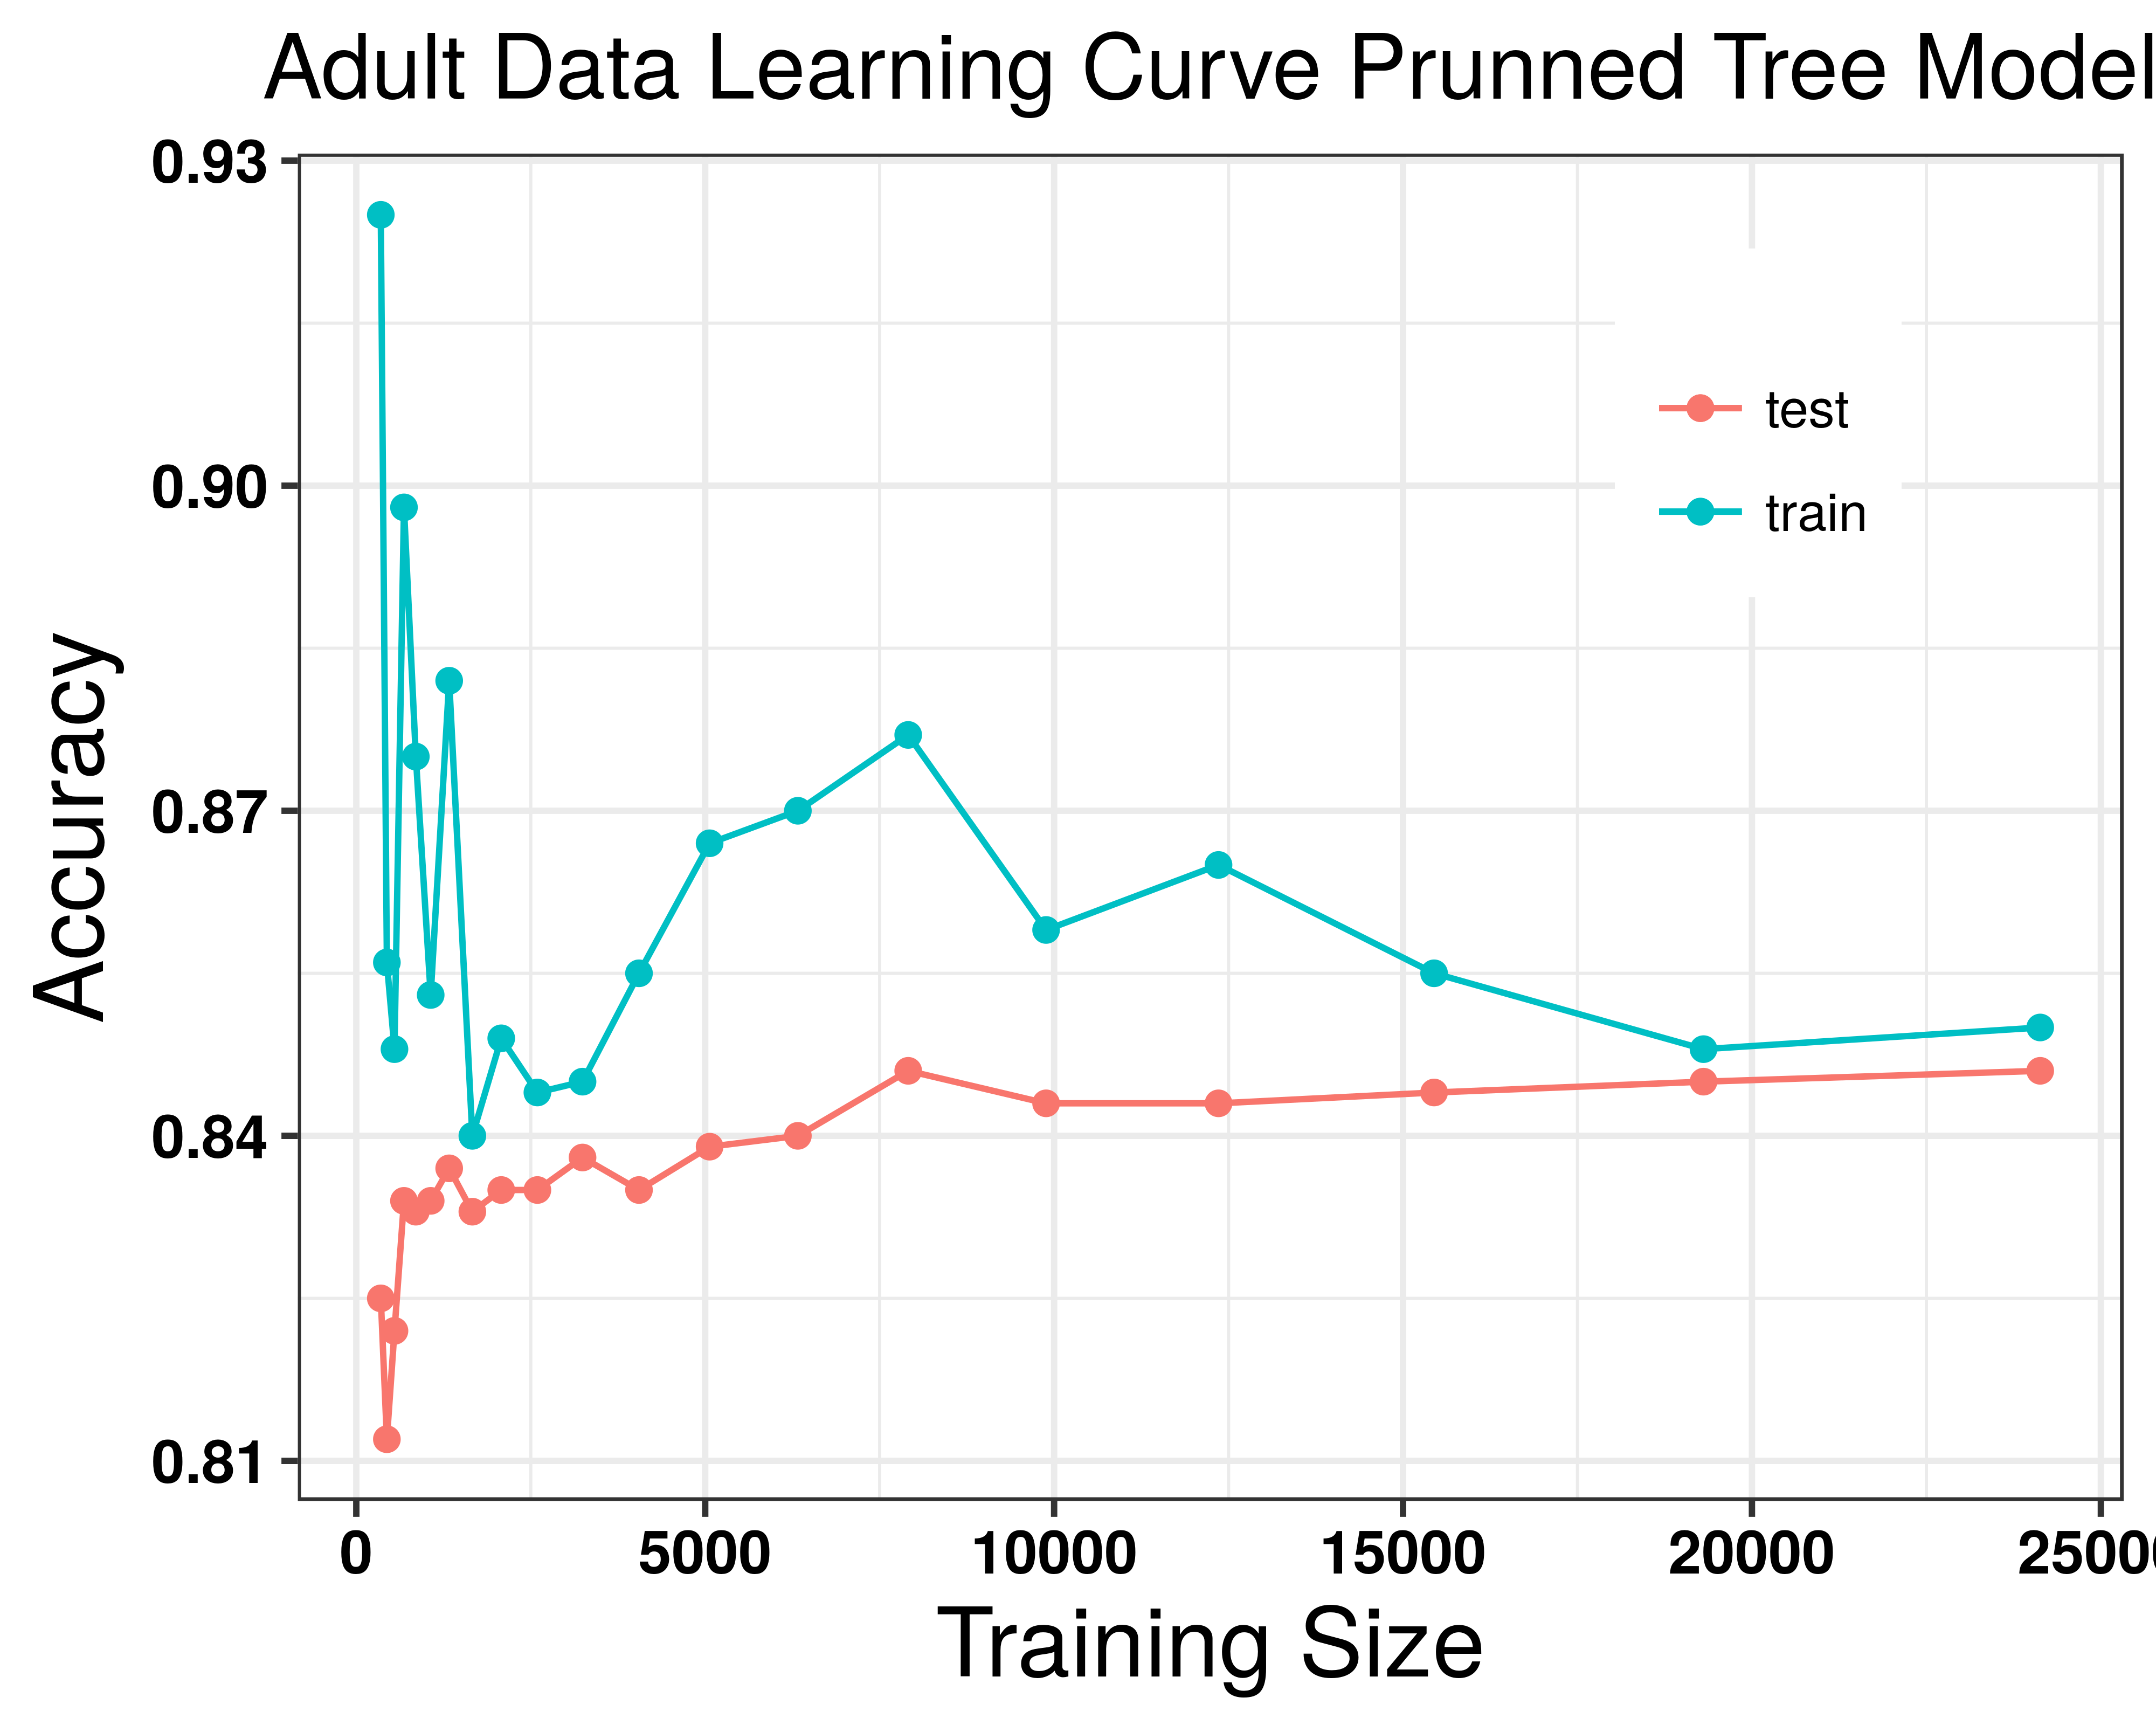 Adult Data Learning Curve Prunned Tree Model
0.93
0.90
0.87
0.84
0.81
Accuracy
test
train
0 5000 10000 15000 20000 2500
Training Size